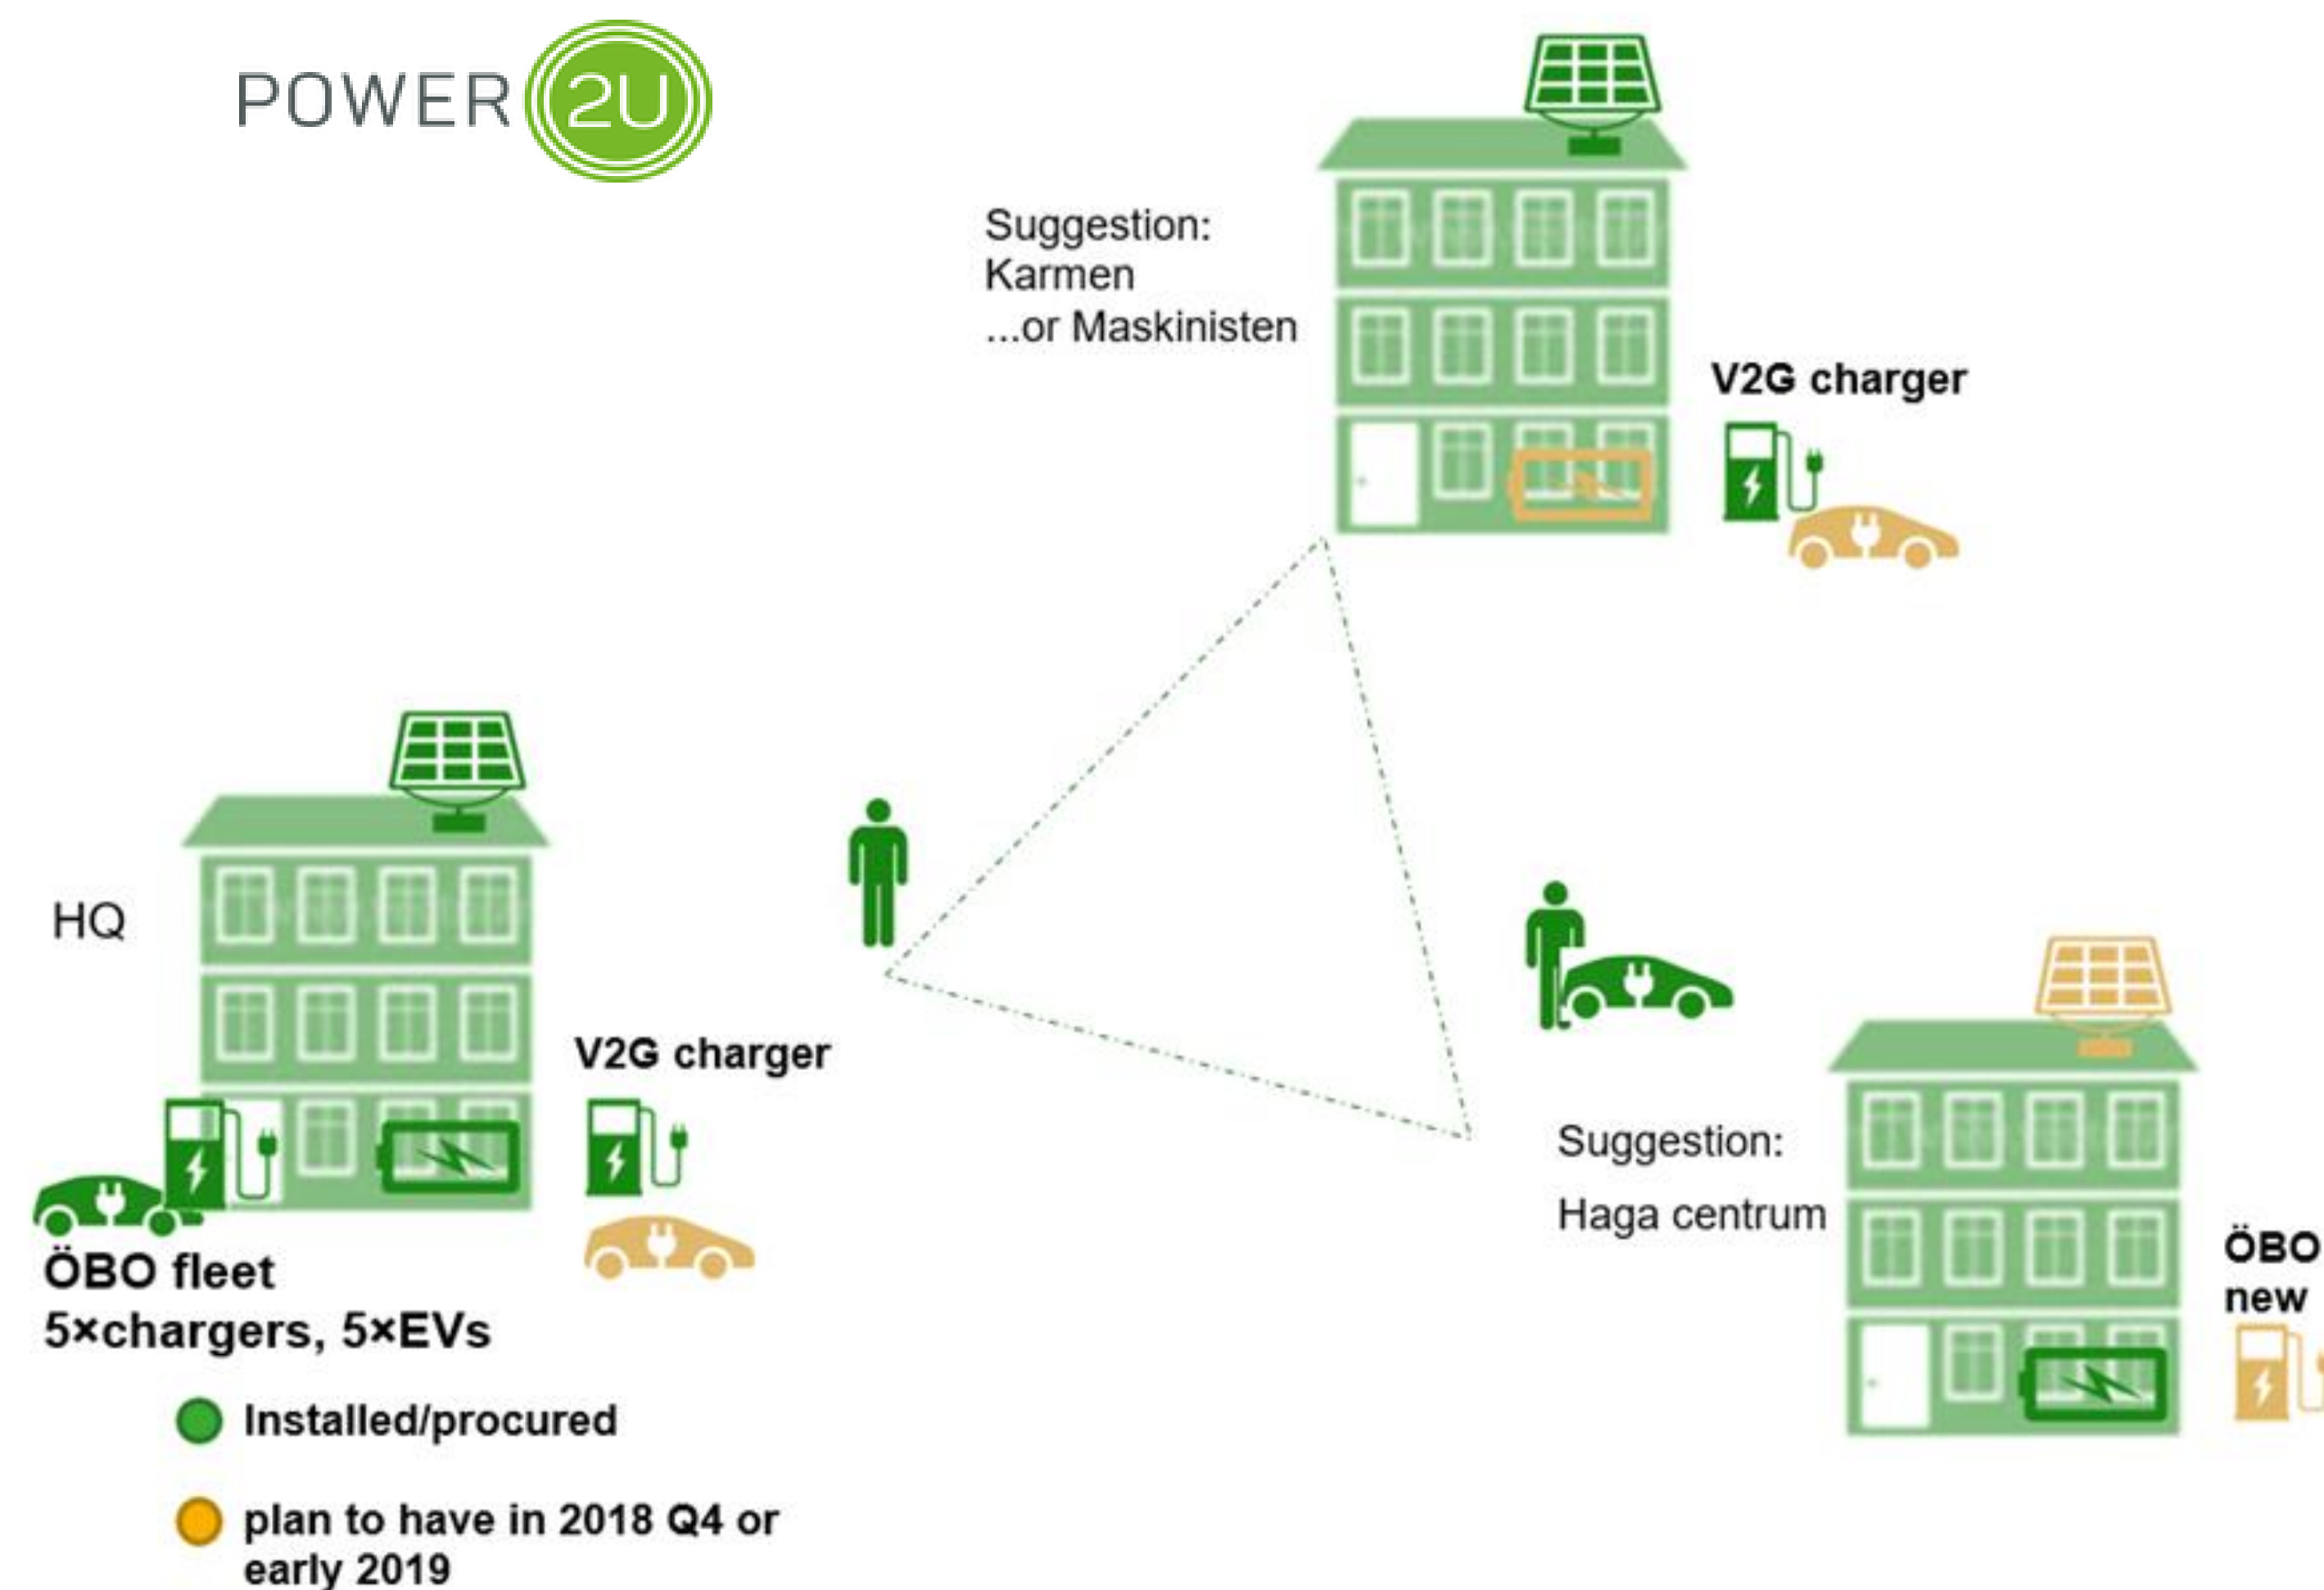 POWER 2U
Suggestion:
Karmen
...or Maskinisten
V2G charger
HQ
V2G charger
ÖBO fleet
5×chargers, 5×EVs
Suggestion:
Haga centrum
ÖBO
new
Installed/procured
plan to have in 2018 Q4 or
early 2019